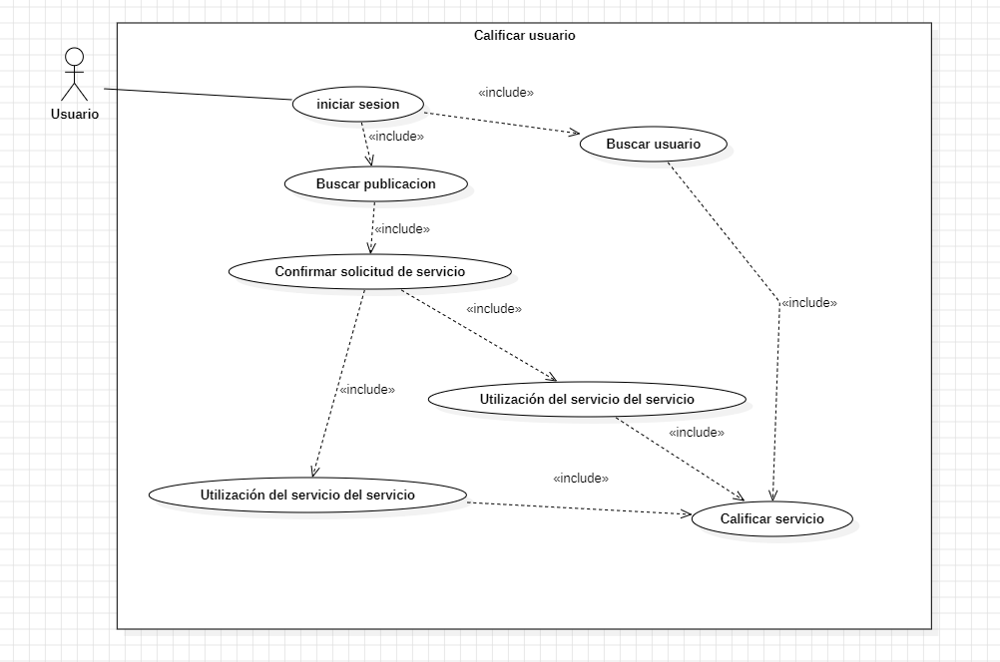 Calificar usuario
Usuario
iniciar sesion
«include»
«include»
Buscar usuario
Buscar publicacion
«include»
Confirmar solicitud de servicio
«include»
«include»
«include»
Utilización del servicio del servicio
«include»
«include»
Utilización del servicio del servicio
Calificar servicio